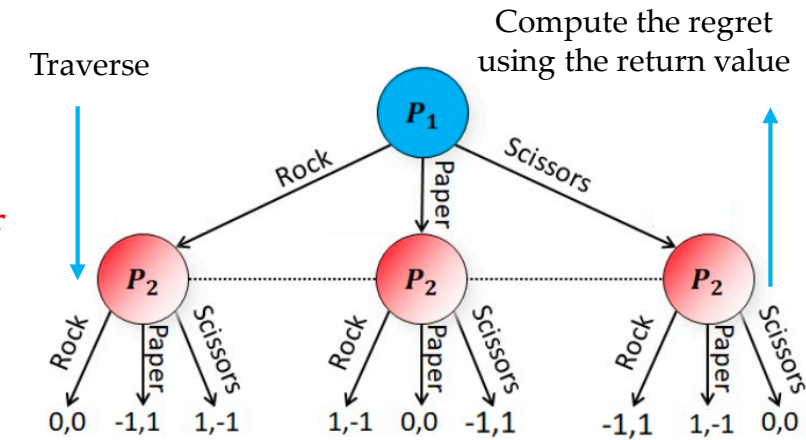 Compute the regret
using the return value
Traverse
P₁
Rock
Paper
Scissors
r
P₂
P₂
P₂
Rock
Paper
Scissors
Rock
Paper
Scissors
Rock
Paper
Scissors
0,0 -1,1 1,-1 1,-1 0,0 -1,1 -1,1 1,-1 0,0